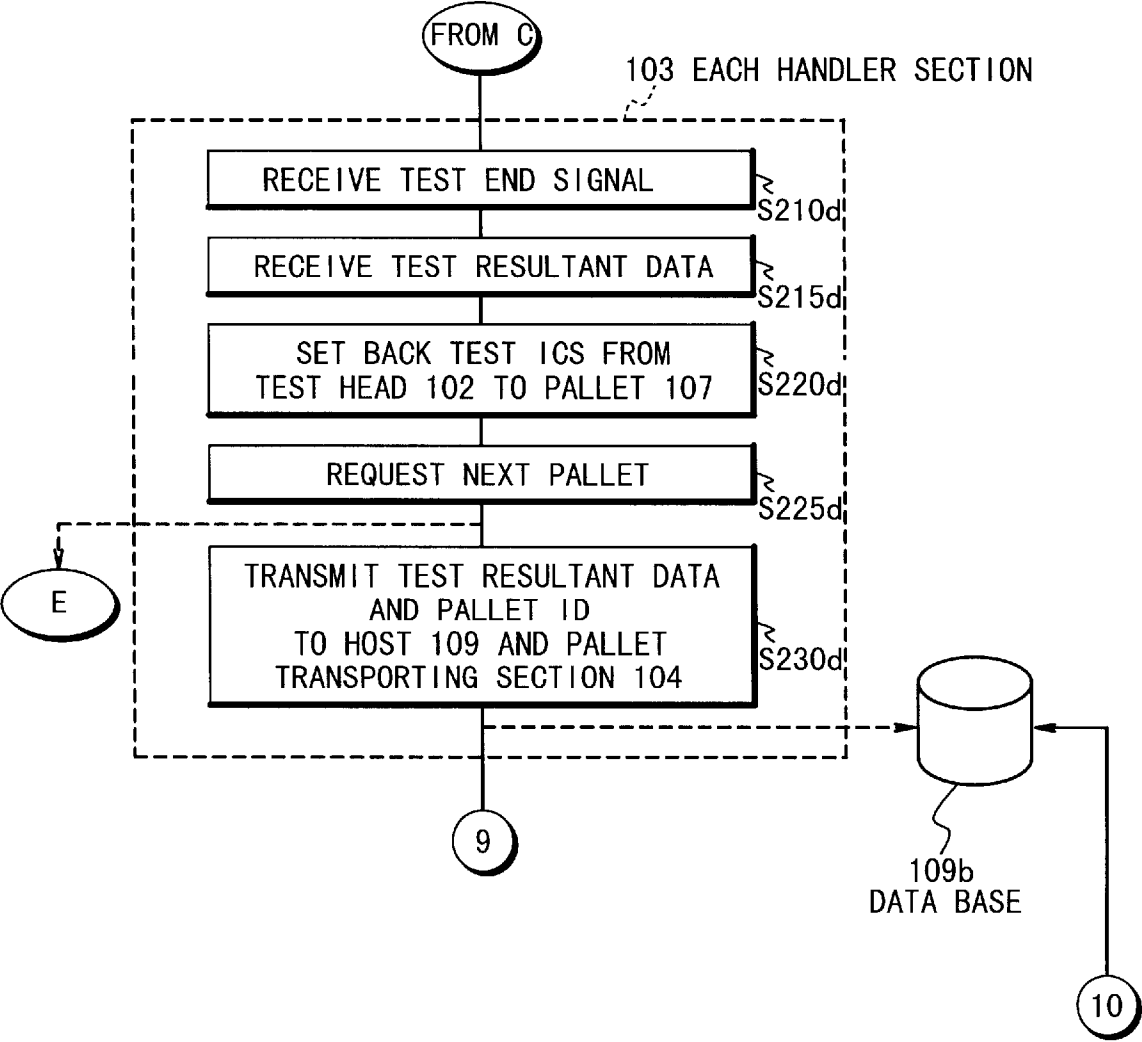 FROM C
103 EACH HANDLER SECTION
RECEIVE TEST END SIGNAL
S210d
RECEIVE TEST RESULTANT DATA
S215d
SET BACK TEST ICS FROM
TEST HEAD 102 TO PALLET 107
S220d
REQUEST NEXT PALLET
S225d
E
TRANSMIT TEST RESULTANT DATA
AND PALLET ID
TO HOST 109 AND PALLET
TRANSPORTING SECTION 104
S230d
9
109b
DATA BASE
10